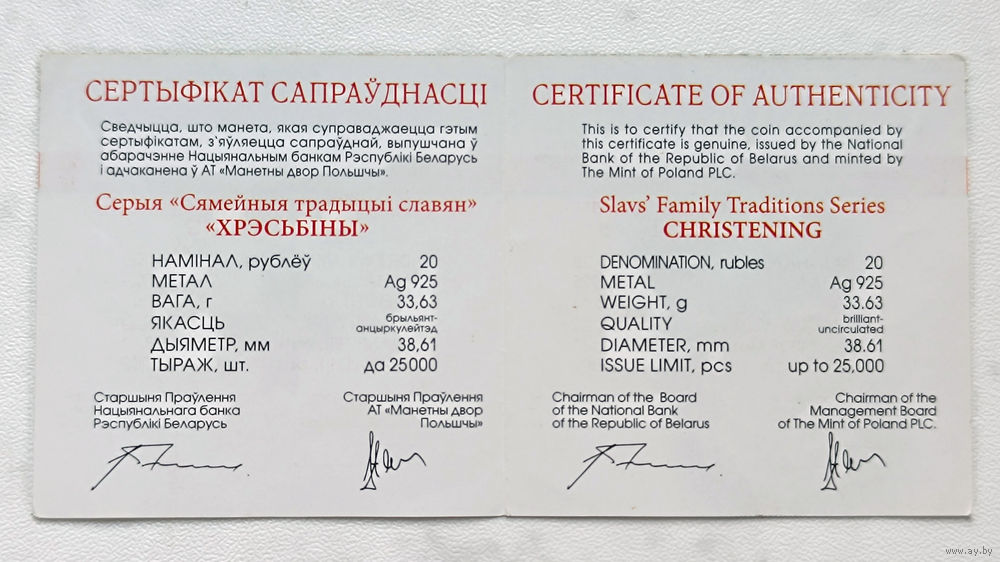 СЕРТЫФІКАТ САПРАЎДНАСЦІ
Сведчыцца, што манета, якая суправаджаецца гэтым
сертыфікатам, з'яўляецца сапраўднай, выпушчана ў
абарачэнне Нацыянальным банкам Рэспублікі Беларусь
і адчаканена ў АТ «Манетны двор Польшчы».
Серыя «Сямейныя традыцыі славян»
«ХРЭСЬБІНЫ»
НАМІНАЛ, рублёў 20
МЕТАЛ Ag 925
ВАГА, г 33,63
ЯКАСЦЬ брыльянт-
анцыркулейтэд
ДЫЯМЕТР, мм 38,61
ТЫРАЖ, шт. да 25000
Старшыня Праўлення
Нацыянальнага банка
Рэспублікі Беларусь
Старшыня Праўлення
АТ «Манетны двор
Польшчы»
CERTIFICATE OF AUTHENTICITY
This is to certify that the coin accompanied by
this certificate is genuine, issued by the National
Bank of the Republic of Belarus and minted by
The Mint of Poland PLC.
Slavs' Family Traditions Series
CHRISTENING
DENOMINATION, rubles 20
METAL Ag 925
WEIGHT, g 33.63
QUALITY brilliant-
uncirculated
DIAMETER, mm 38.61
ISSUE LIMIT, pcs up to 25,000
Chairman of the Board
of the National Bank
of the Republic of Belarus
Chairman of the
Management Board
of The Mint of Poland PLC.
www.ay.by